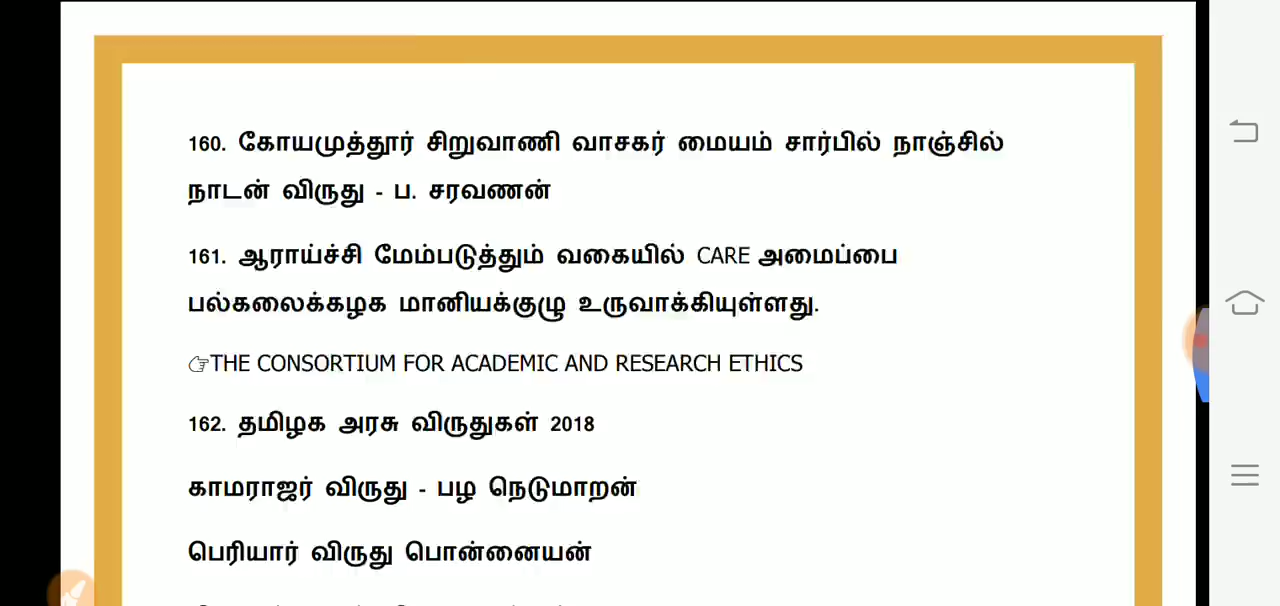 160. கோயமுத்தூர் சிறுவாணி வாசகர் மையம் சார்பில் நாஞ்சில்
நாடன் விருது - ப. சரவணன்
161. ஆராய்ச்சி மேம்படுத்தும் வகையில் CARE அமைப்பை
பல்கலைக்கழக மானியக்குழு உருவாக்கியுள்ளது.
👉THE CONSORTIUM FOR ACADEMIC AND RESEARCH ETHICS
162. தமிழக அரசு விருதுகள் 2018
காமராஜர் விருது - பழ நெடுமாறன்
பெரியார் விருது பொன்னையன்